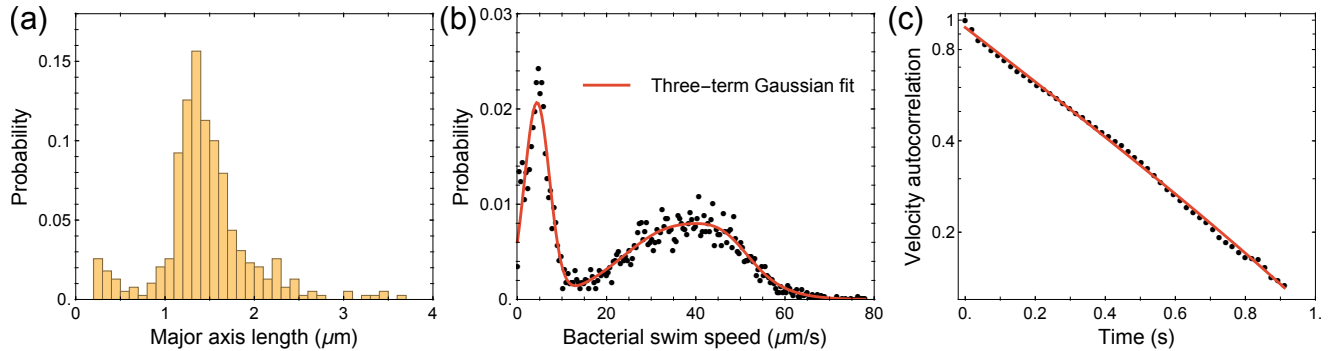 (a)
Probability
0.15
0.1
0.05
0.
0
1
2
3
4
Major axis length (μm)
(b)
Probability
0.03
0.02
0.01
0.
Three−term Gaussian fit
0
20
40
60
80
Bacterial swim speed (μm/s)
(c)
Velocity autocorrelation
1
0.8
0.4
0.2
0.
0.2
0.4
0.6
0.8
1.
Time (s)